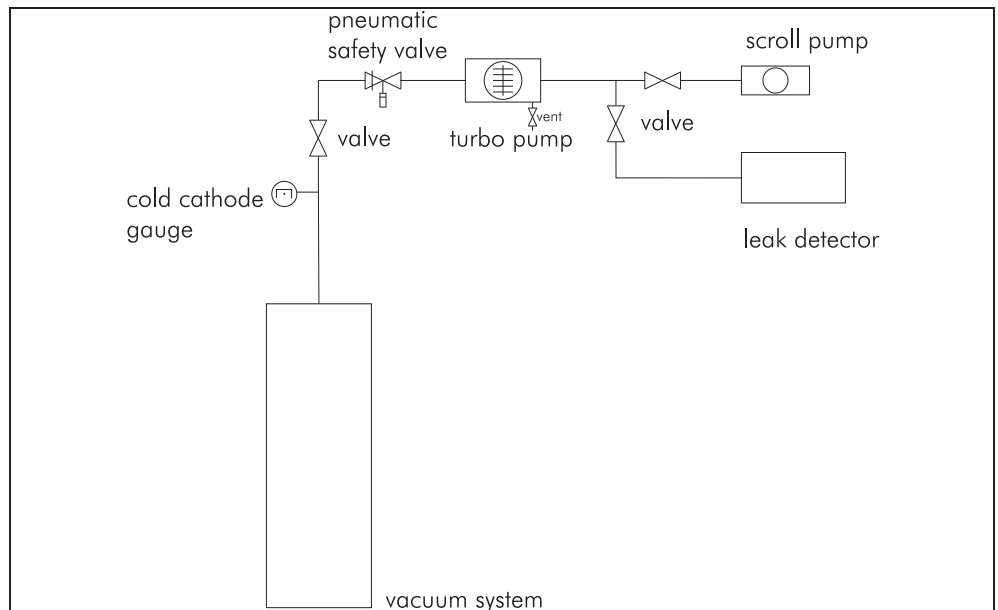 pneumatic
safety valve
scroll pump
vent
valve
turbo pump
valve
cold cathode
gauge
leak detector
vacuum system